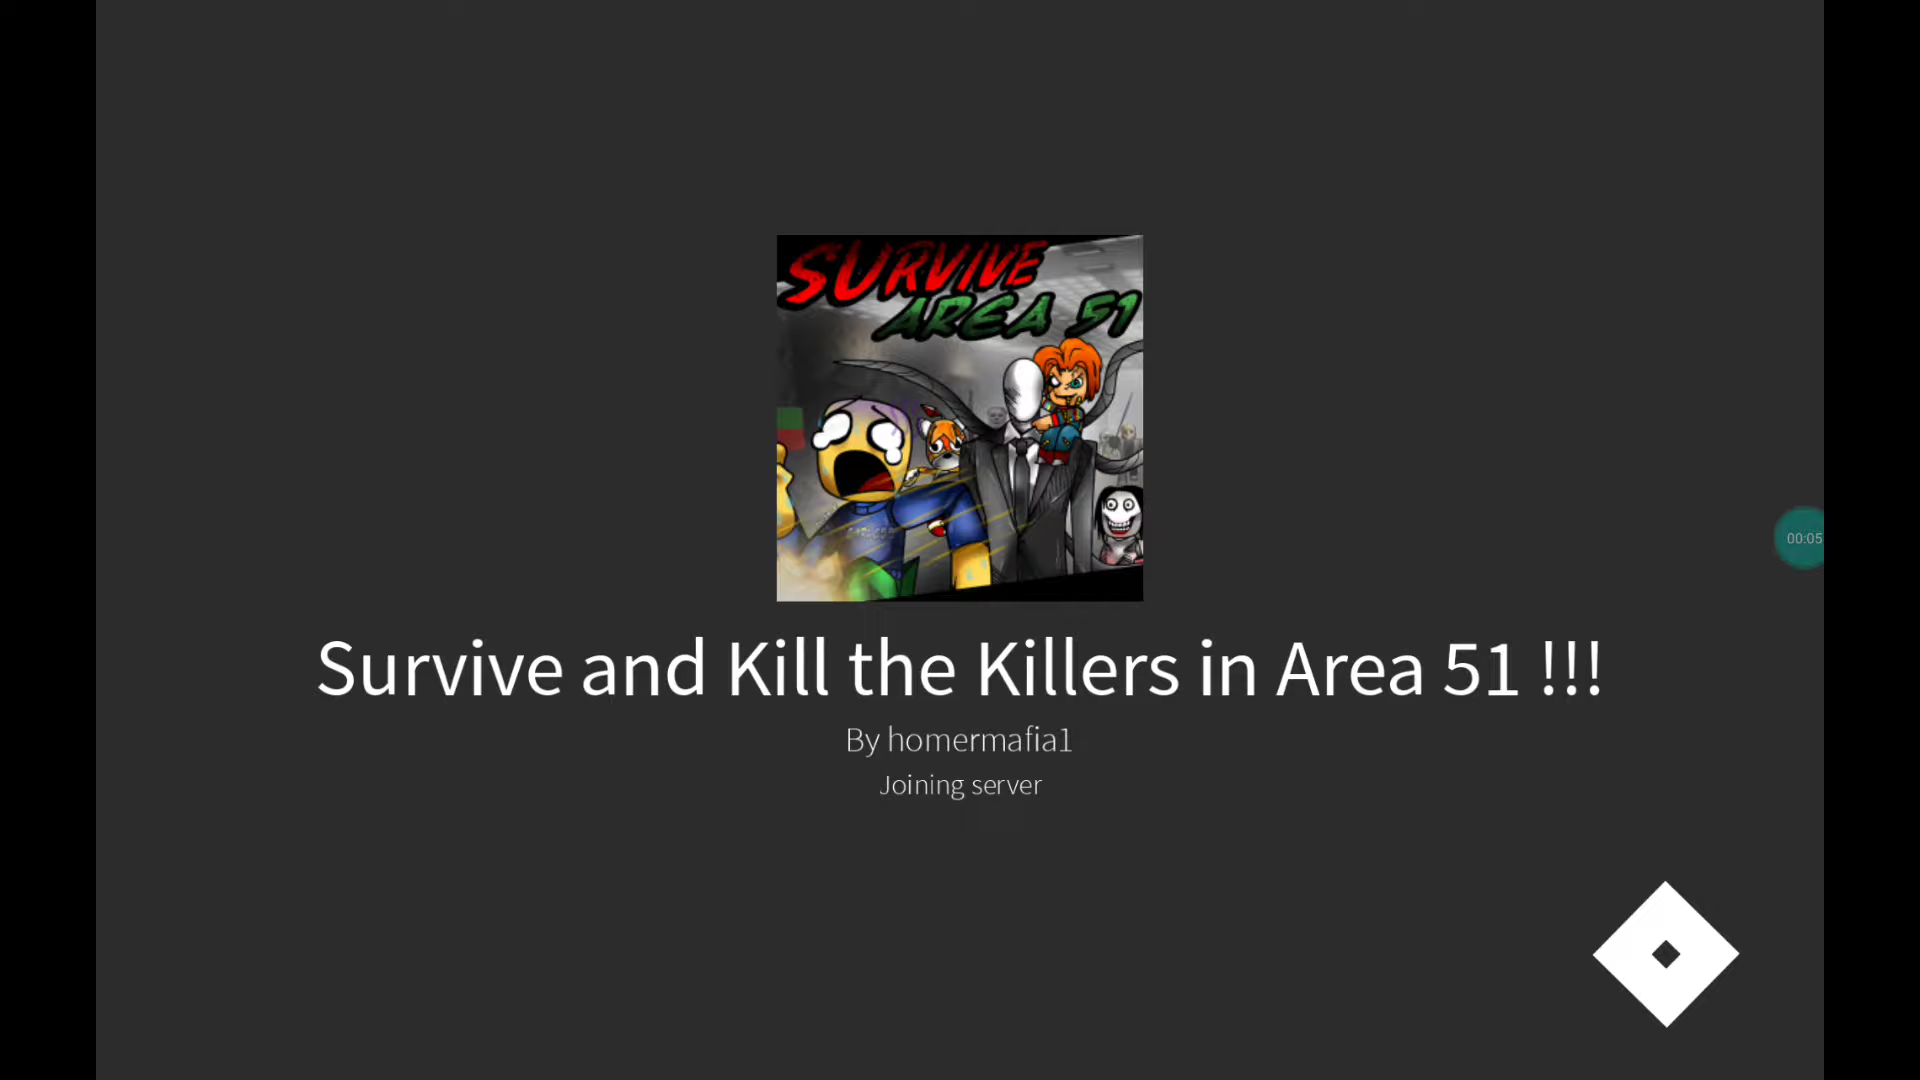 SURVIVE
AREA 51
00:05
Survive and Kill the Killers in Area 51 !!!
By homermafia1
Joining server